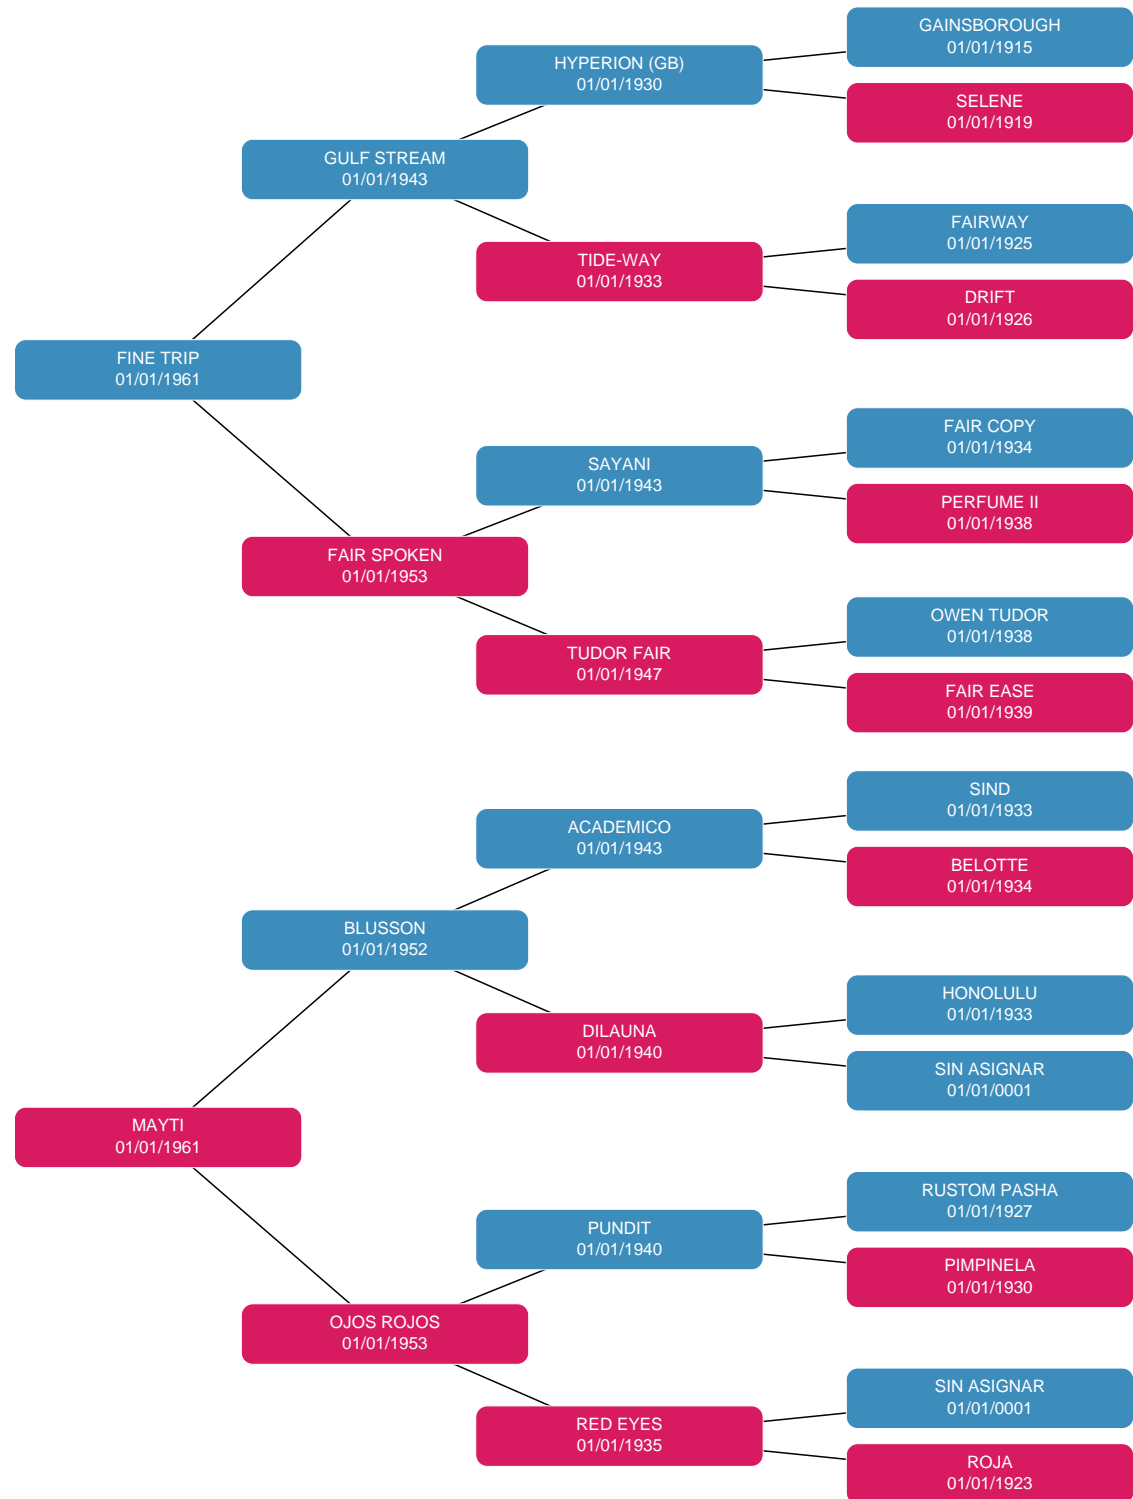 GAINSBOROUGH
01/01/1915
HYPERION (GB)
01/01/1930
SELENE
01/01/1919
GULF STREAM
01/01/1943
FAIRWAY
01/01/1925
TIDE-WAY
01/01/1933
DRIFT
01/01/1926
FINE TRIP
01/01/1961
FAIR COPY
01/01/1934
SAYANI
01/01/1943
PERFUME II
01/01/1938
FAIR SPOKEN
01/01/1953
OWEN TUDOR
01/01/1938
TUDOR FAIR
01/01/1947
FAIR EASE
01/01/1939
SIND
01/01/1933
ACADEMICO
01/01/1943
BELOTTE
01/01/1934
BLUSSON
01/01/1952
HONOLULU
01/01/1933
DILAUNA
01/01/1940
SIN ASIGNAR
01/01/0001
MAYTI
01/01/1961
RUSTOM PASHA
01/01/1927
PUNDIT
01/01/1940
PIMPINELA
01/01/1930
OJOS ROJOS
01/01/1953
SIN ASIGNAR
01/01/0001
RED EYES
01/01/1935
ROJA
01/01/1923